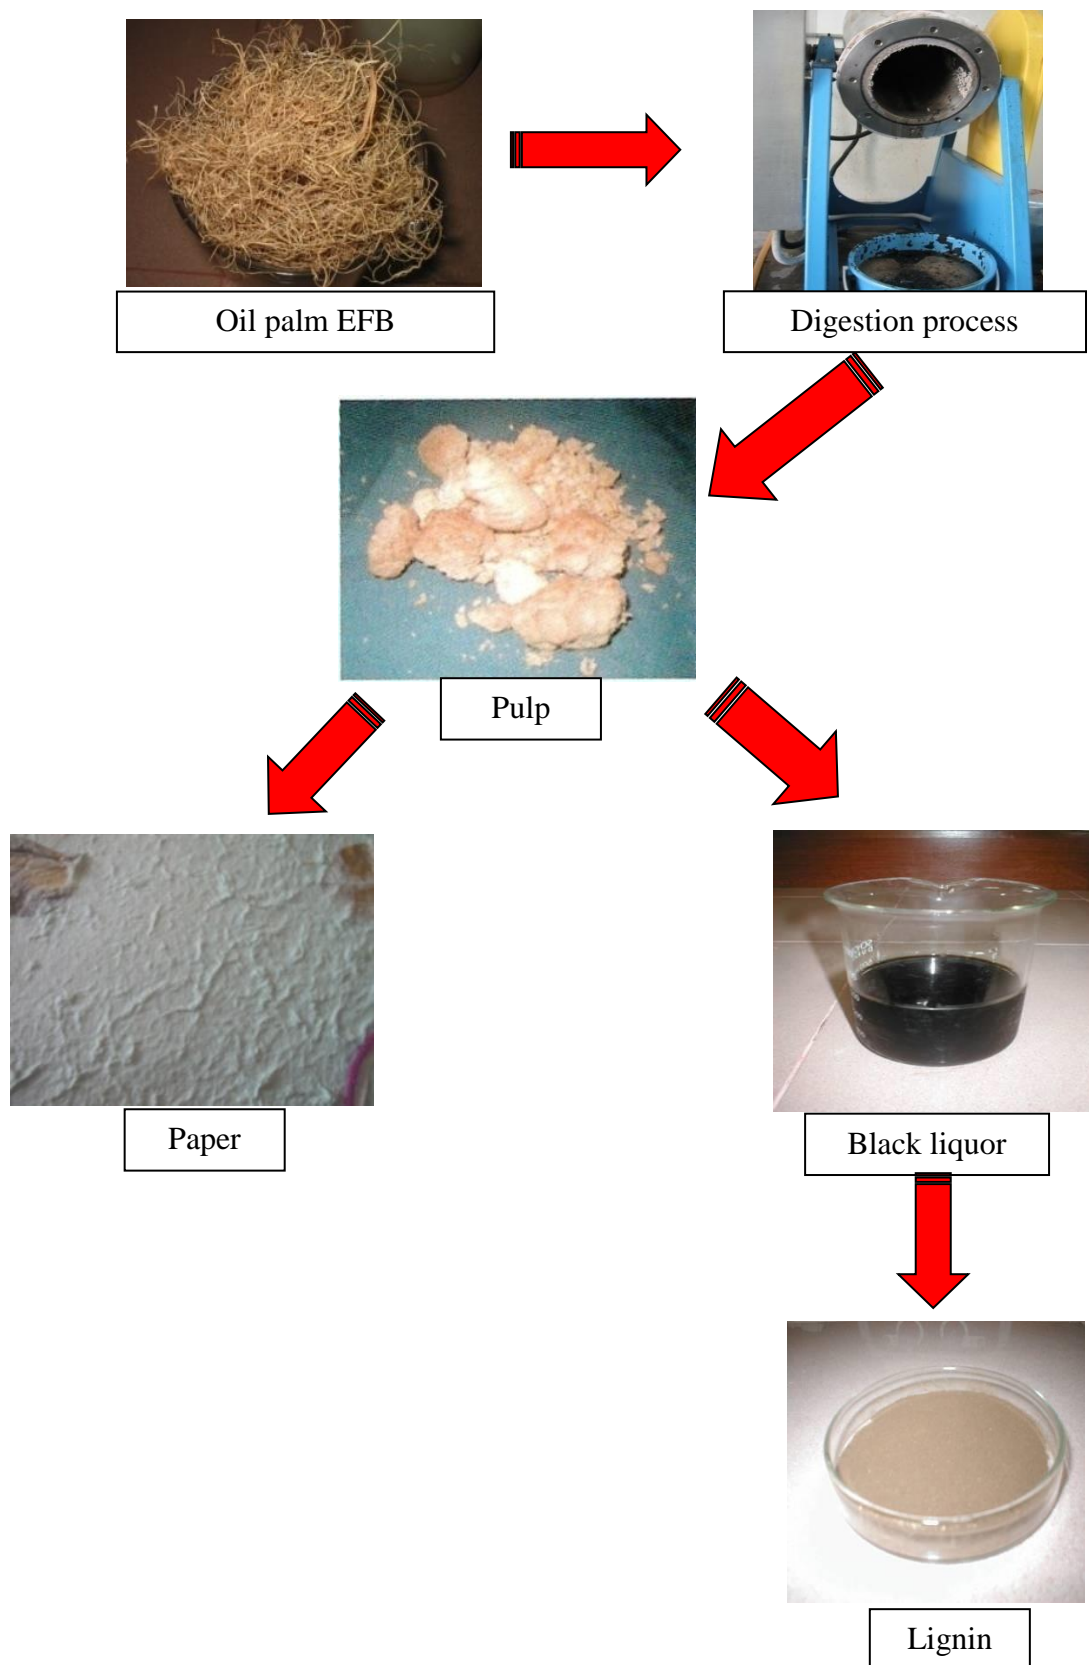 Oil palm EFB
Digestion process
Pulp
Paper
Black liquor
Lignin